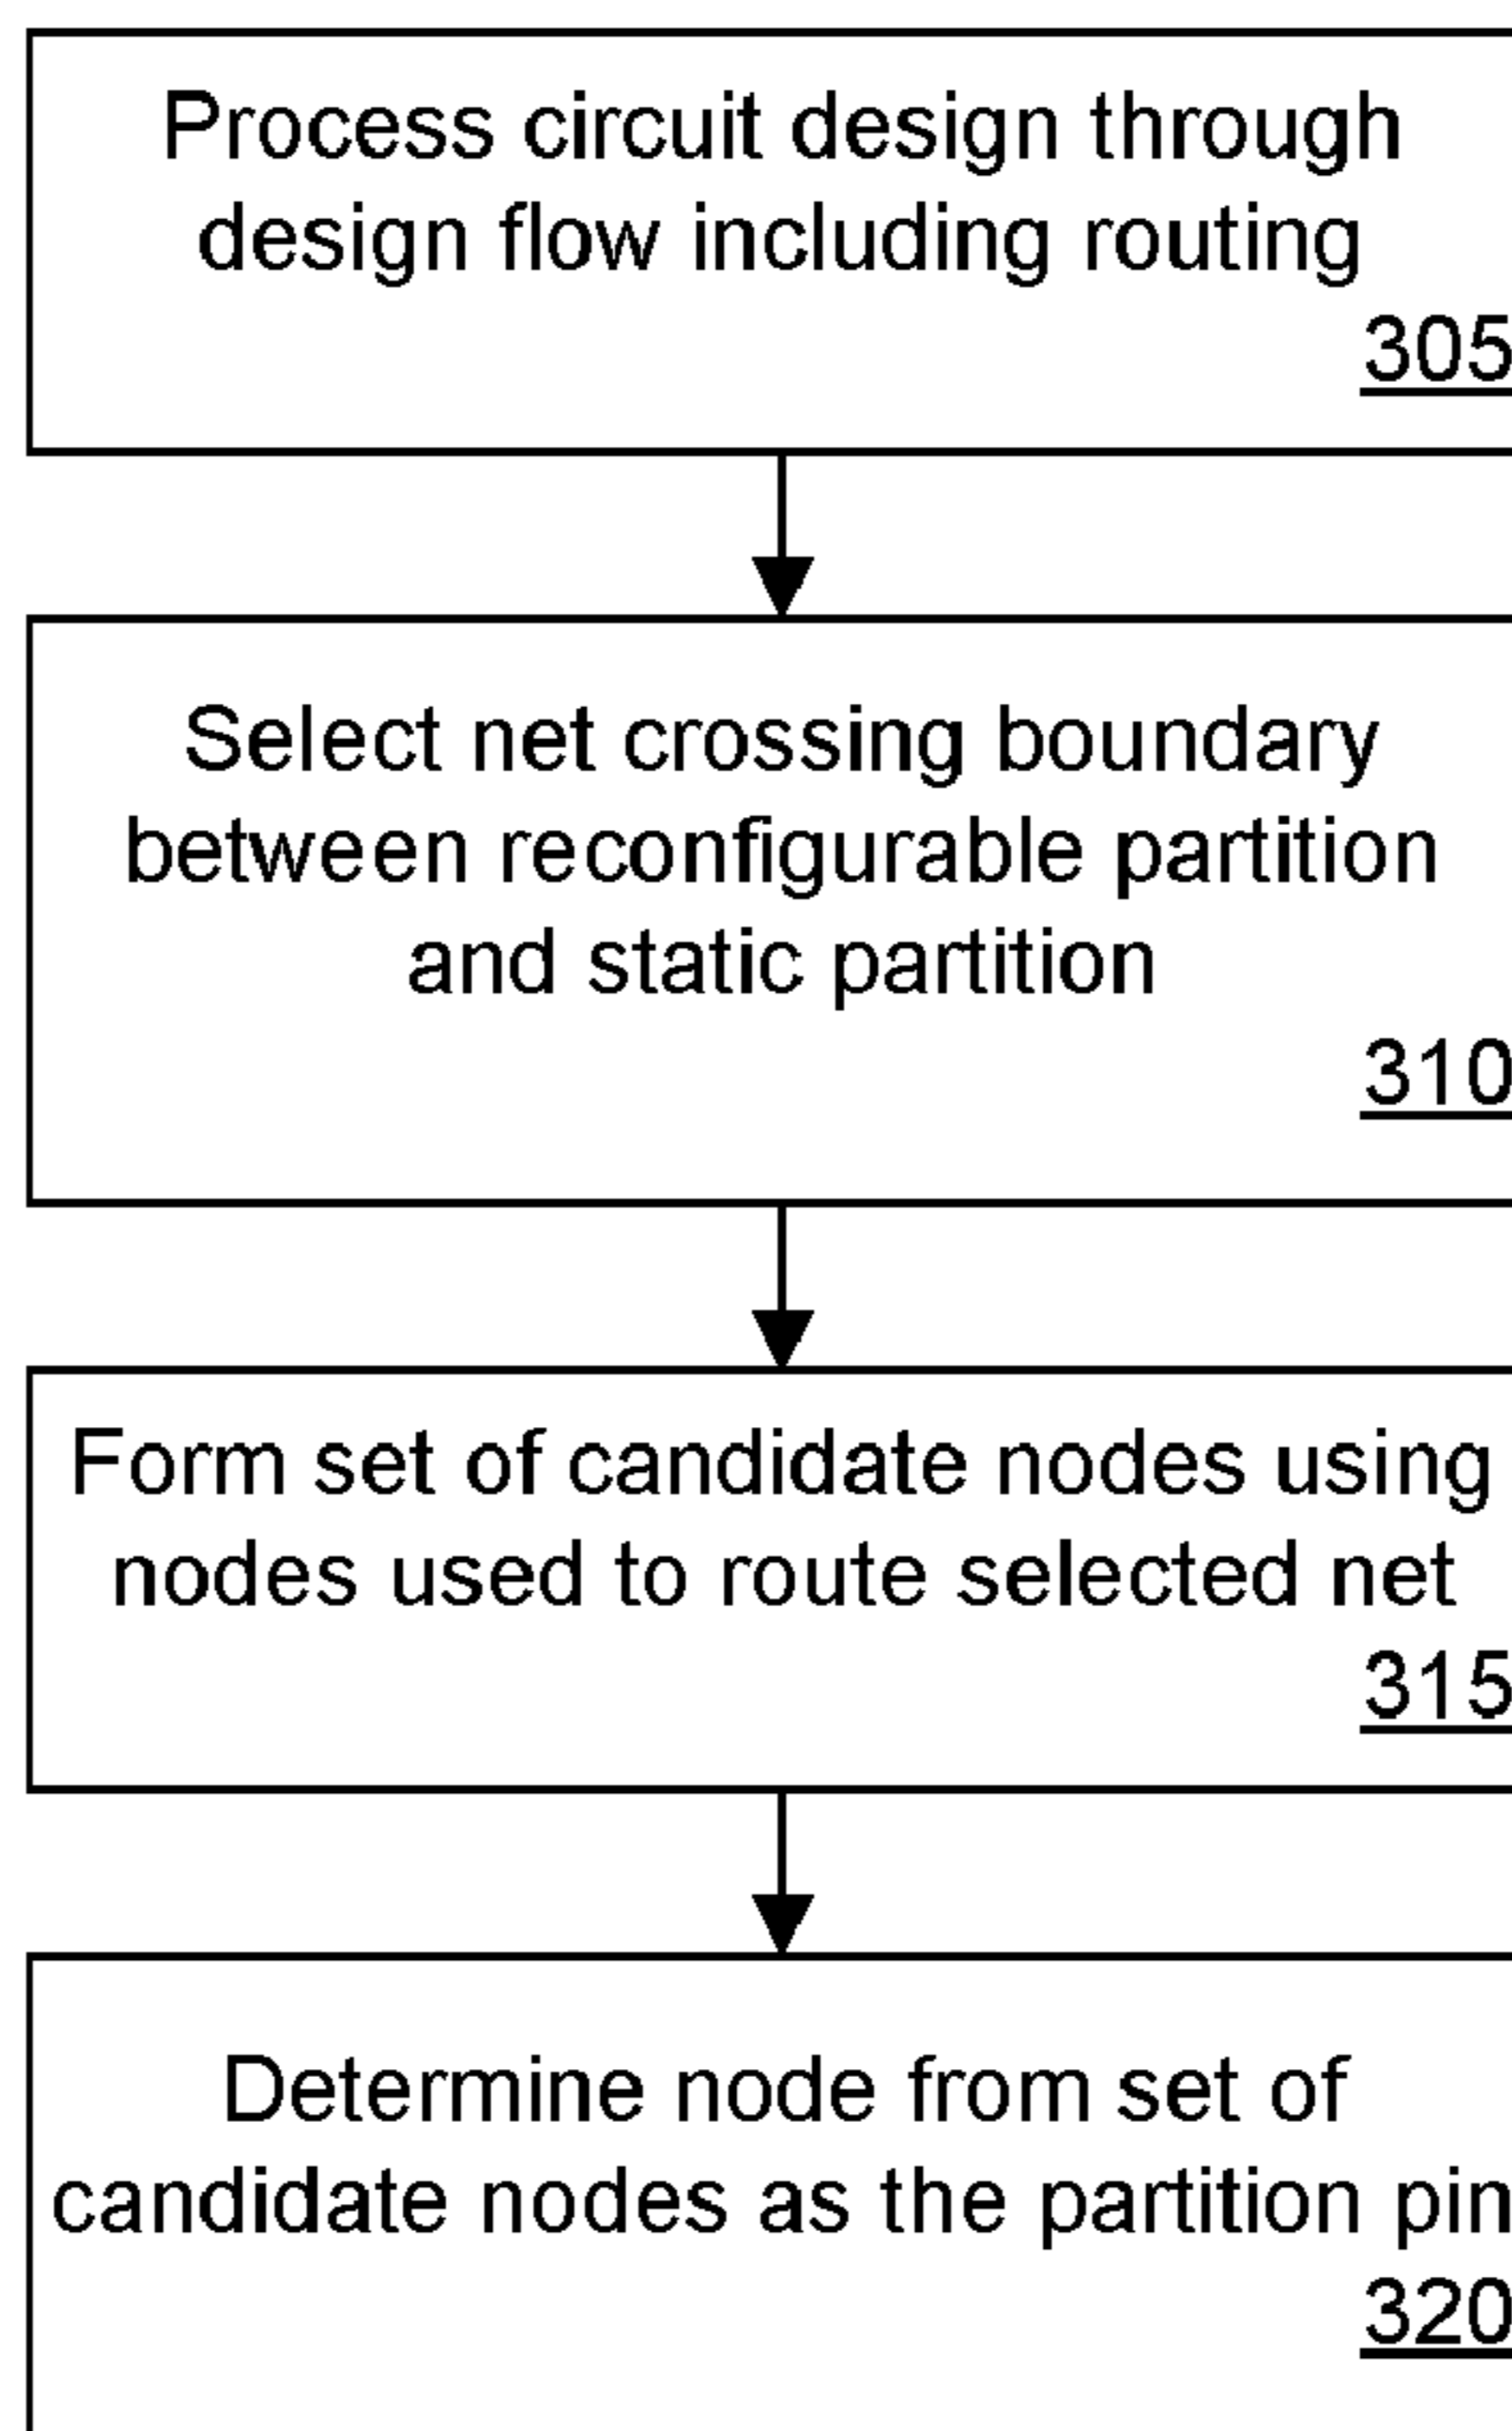 Process circuit design through
design flow including routing
305
Select net crossing boundary
between reconfigurable partition
and static partition
310
Form set of candidate nodes using
nodes used to route selected net
315
Determine node from set of
candidate nodes as the partition pin
320